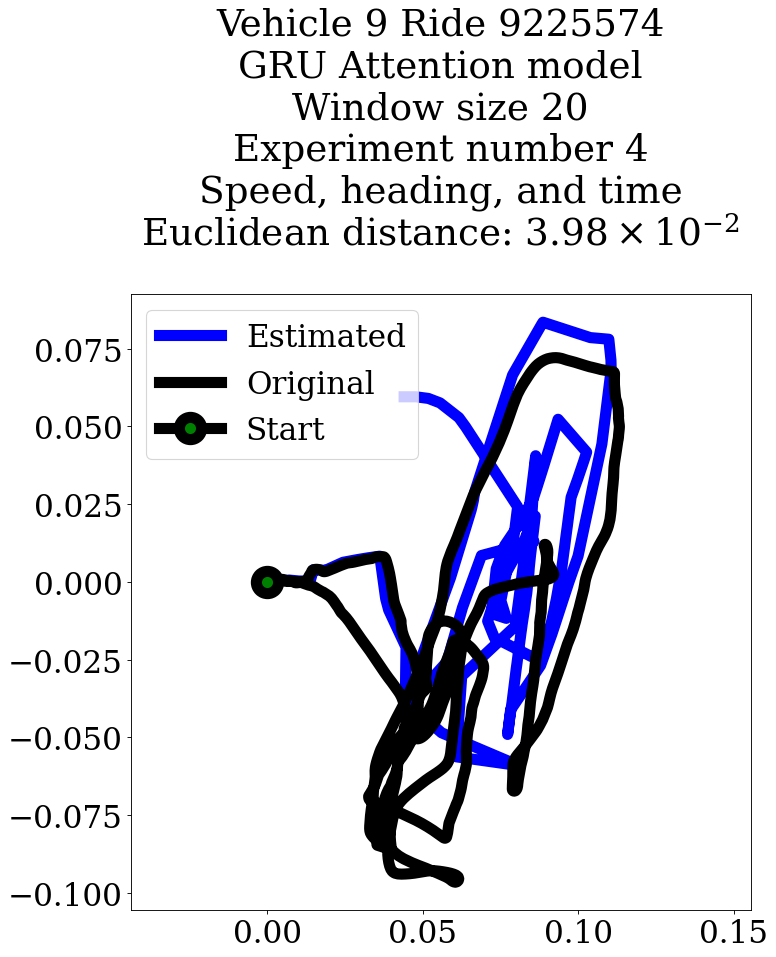 Vehicle 9 Ride 9225574
GRU Attention model
Window size 20
Experiment number 4
Speed, heading, and time
Euclidean distance: 3.98 × 10⁻²
Estimated
Original
Start
0.075
0.050
0.025
0.000
−0.025
−0.050
−0.075
−0.100
0.00 0.05 0.10 0.15